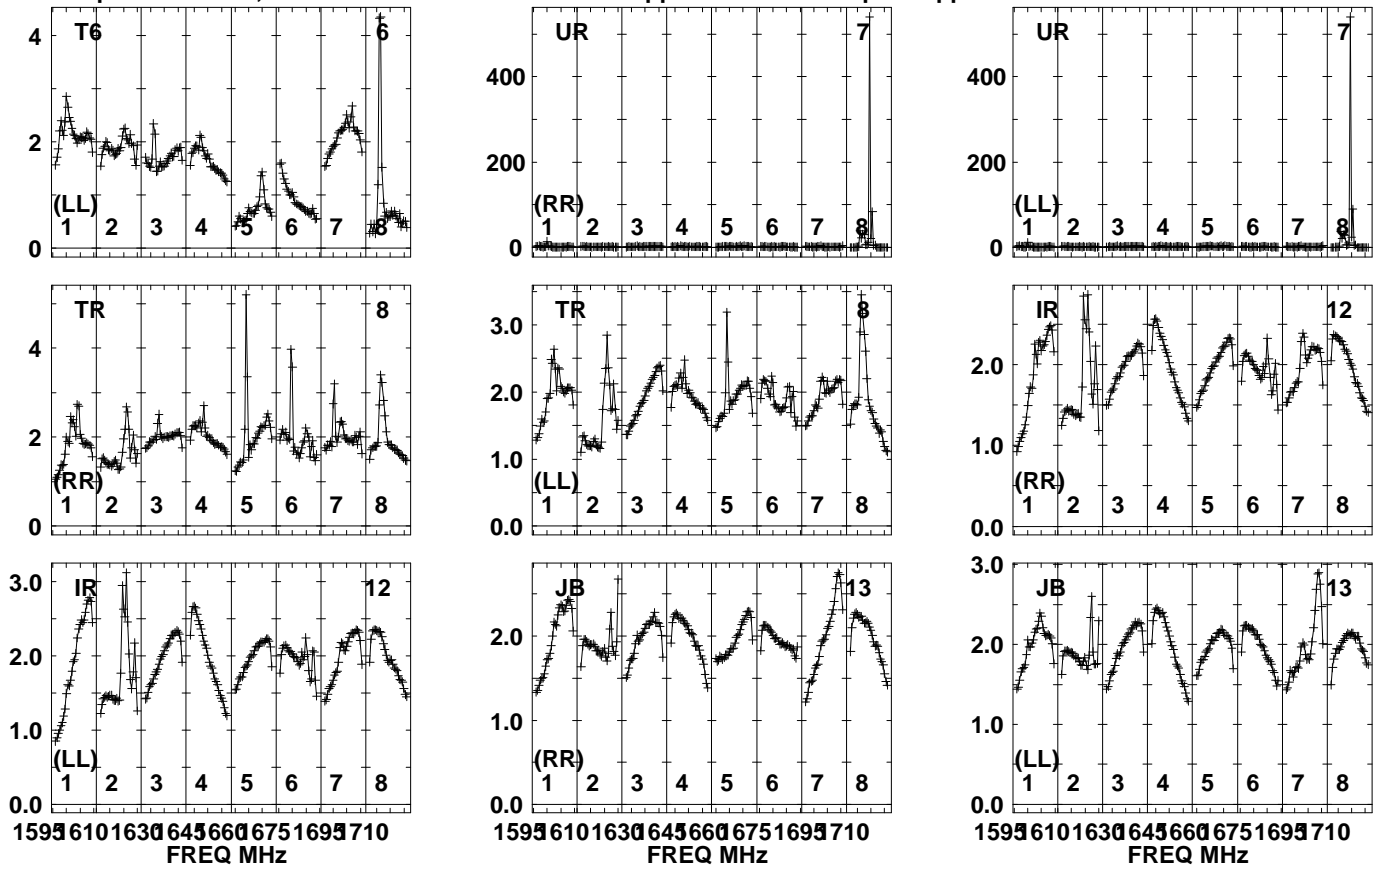 T6 6 UR 7 UR 7
4 400 400
2 200 200
(LL) (RR) (LL)
1 2 3 4 5 6 7 8 1 2 3 4 5 6 7 8 1 2 3 4 5 6 7 8
0 0 0
TR 8 TR 8 IR 12
4 3.0 2.0
2 2.0 1.0
(RR) 1.0 (RR)
(LL)
1 2 3 4 5 6 7 8 1 2 3 4 5 6 7 8 1 2 3 4 5 6 7 8
0 0.0 0.0
3.0 IR 12 JB 13 3.0 JB 13
2.0 2.0 2.0
1.0 1.0 1.0
(LL) (RR) (LL)
1 2 3 4 5 6 7 8 1 2 3 4 5 6 7 8 1 2 3 4 5 6 7 8
0.0 0.0 0.0
1595 1610 1630 1645 1660 1675 1695 1710 1595 1610 1630 1645 1660 1675 1695 1710 1595 1610 1630 1645 1660 1675 1695 1710
FREQ MHz FREQ MHz FREQ MHz